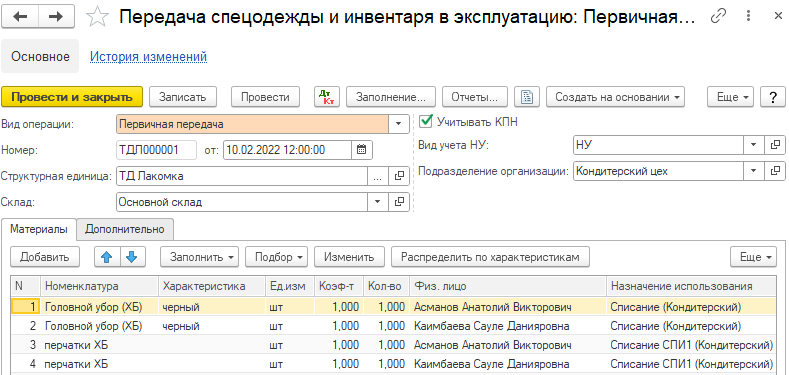 Передача спецодежды и инвентаря в эксплуатацию: Первичная...
Основное История изменений
Провести и закрыть Записать Провести Дт Кт Заполнение... Отчеты... Создать на основании Еще ?
Вид операции: Первичная передача Учитывать КПН
Номер: ТДЛ000001 от: 10.02.2022 12:00:00 Вид учета НУ: НУ
Структурная единица: ТД Лакомка ... Подразделение организации: Кондитерский цех
Склад: Основной склад
Материалы Дополнительно
Добавить Заполнить Подбор Изменить Распределить по характеристикам Еще
N Номенклатура Характеристика Ед.изм Коэф-т Кол-во Физ. лицо Назначение использования
1 Головной убор (ХБ) черный шт 1,000 1,000 Асманов Анатолий Викторович Списание (Кондитерский)
2 Головной убор (ХБ) черный шт 1,000 1,000 Каимбаева Сауле Данияровна Списание (Кондитерский)
3 перчатки ХБ шт 1,000 1,000 Асманов Анатолий Викторович Списание СПИ1 (Кондитерский)
4 перчатки ХБ шт 1,000 1,000 Каимбаева Сауле Данияровна Списание СПИ1 (Кондитерский)